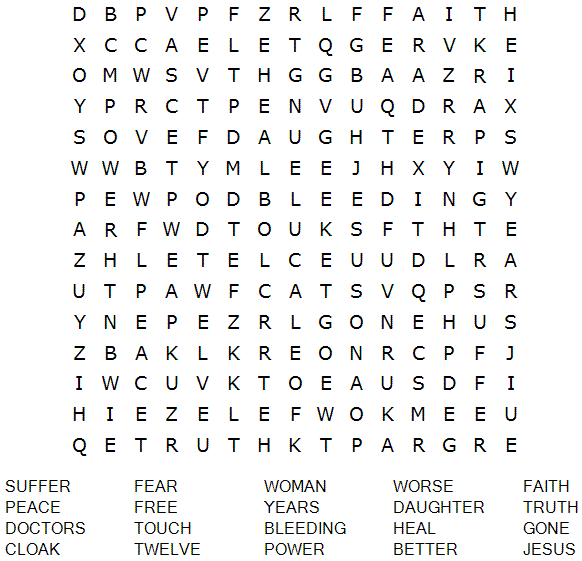 D B P V P F Z R L F F A I T H
X C C A E L E T Q G E R V K E
O M W S V T H G G B A A Z R I
Y P R C T P E N V U Q D R A X
S O V E F D A U G H T E R P S
W W B T Y M L E E J H X Y I W
P E W P O D B L E E D I N G Y
A R F W D T O U K S F T H T E
Z H L E T E L C E U U D L R A
U T P A W F C A T S V Q P S R
Y N E P E Z R L G O N E H U S
Z B A K L K R E O N R C P F J
I W C U V K T O E A U S D F I
H I E Z E L E F W O K M E E U
Q E T R U T H K T P A R G R E
SUFFER FEAR WOMAN WORSE FAITH
PEACE FREE YEARS DAUGHTER TRUTH
DOCTORS TOUCH BLEEDING HEAL GONE
CLOAK TWELVE POWER BETTER JESUS